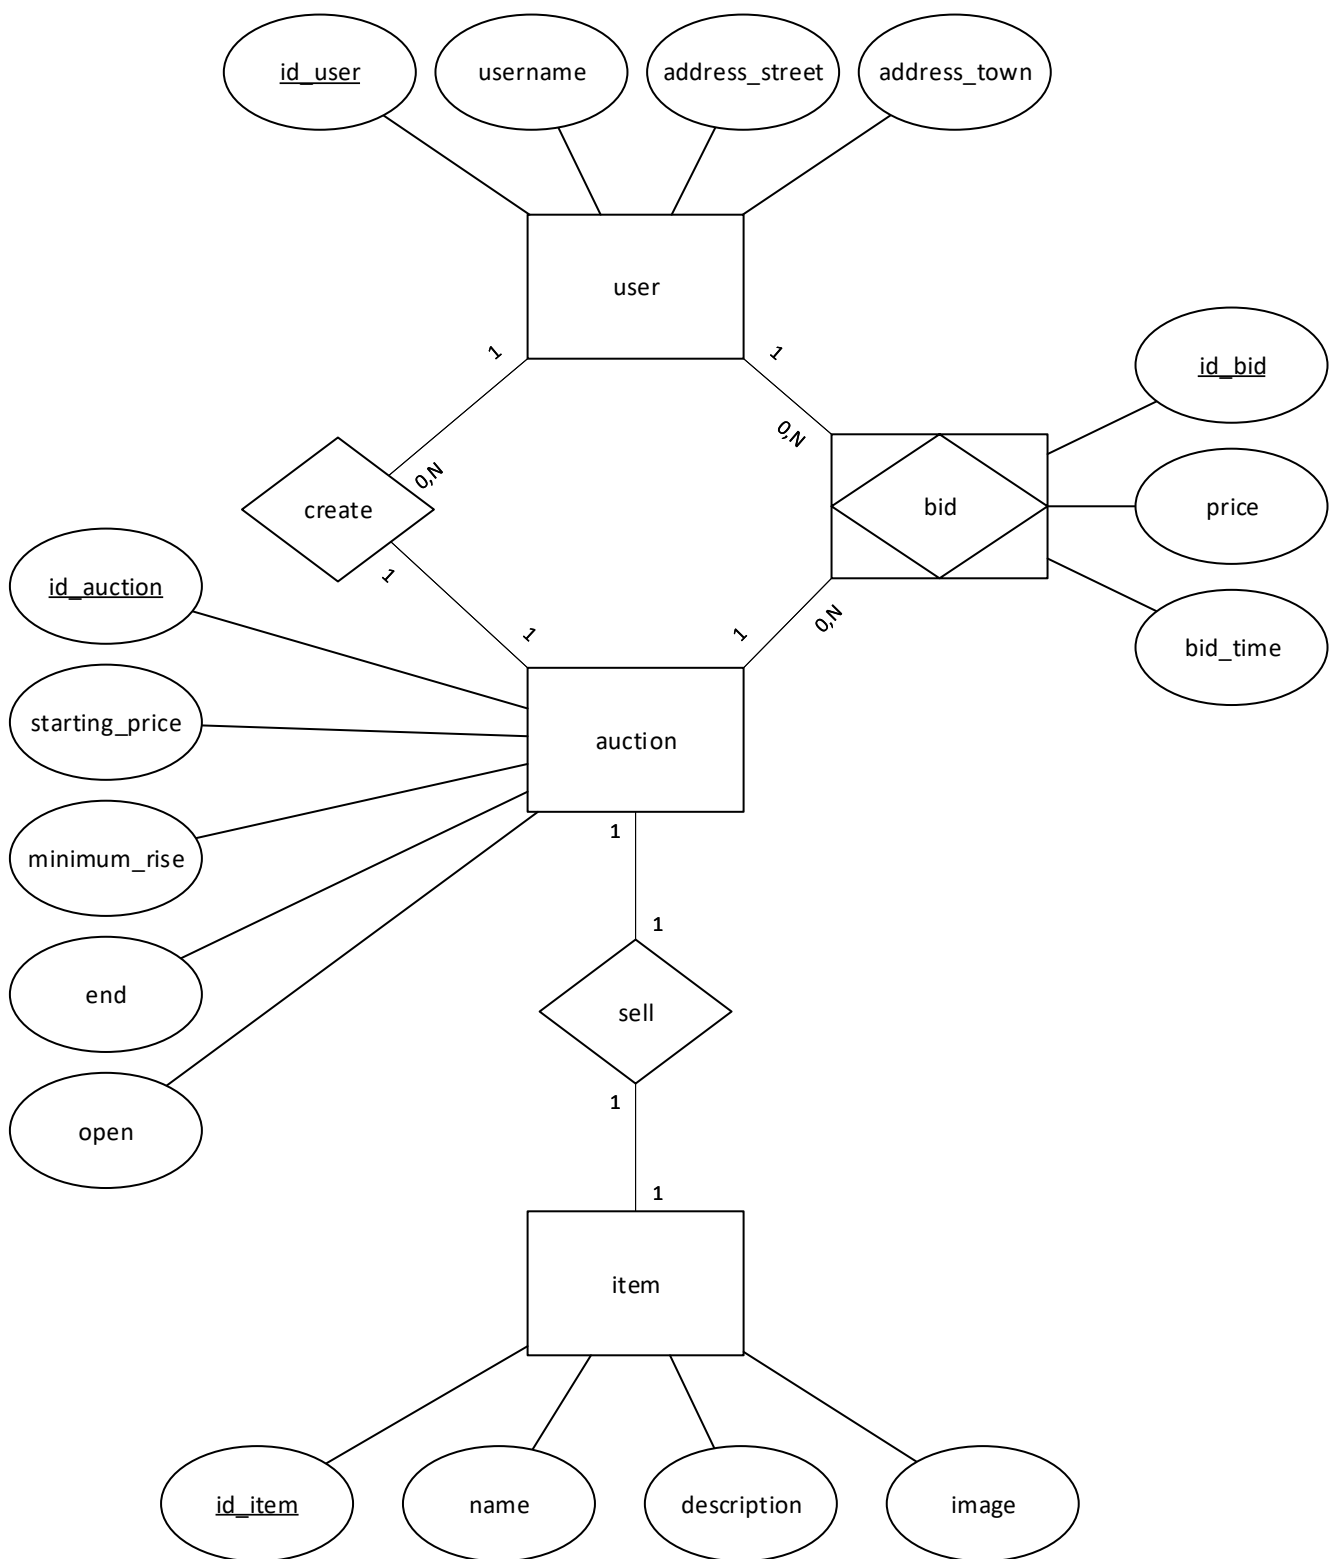 id_user
username
address_street
address_town
user
1
1
id_bid
0,N
0,N
create
bid
price
1
0,N
id_auction
1
1
bid_time
starting_price
auction
minimum_rise
1
1
end
sell
1
open
1
item
id_item
name
description
image